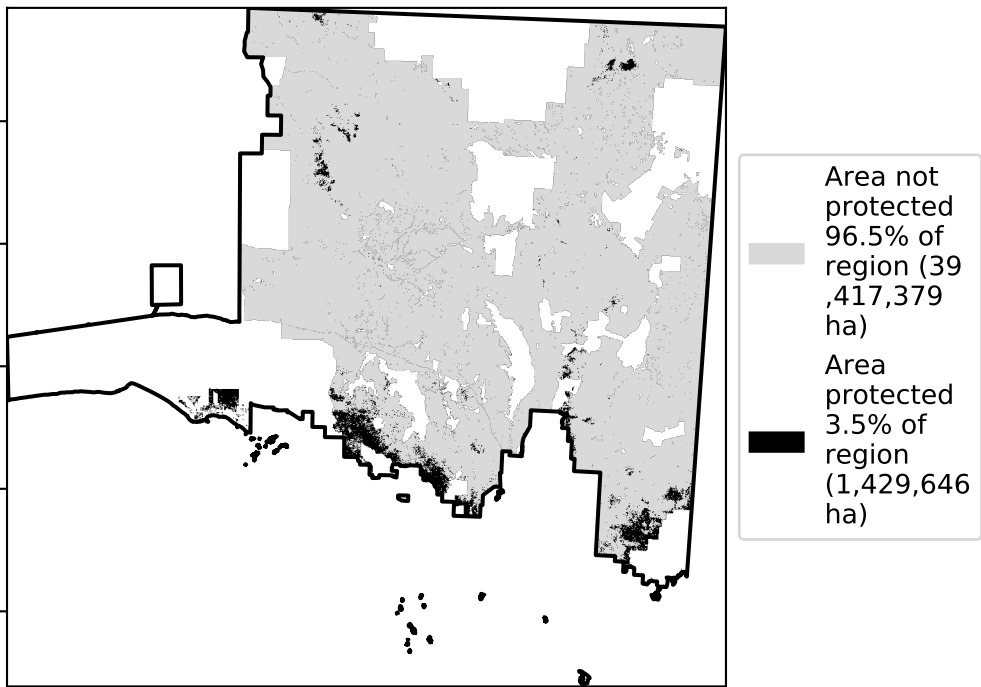 Area not
protected
96.5% of
region (39
,417,379
ha)
Area
protected
3.5% of
region
(1,429,646
ha)